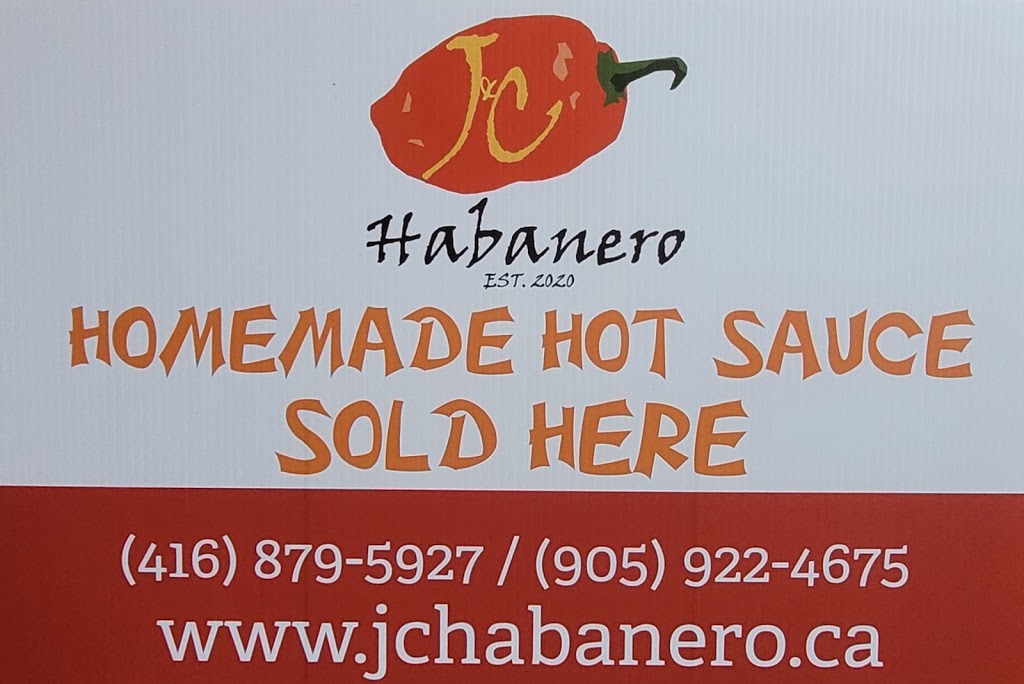 J&C
Habanero
EST. 2020
HOMEMADE HOT SAUCE
SOLD HERE
(416) 879-5927 / (905) 922-4675
www.jchabanero.ca